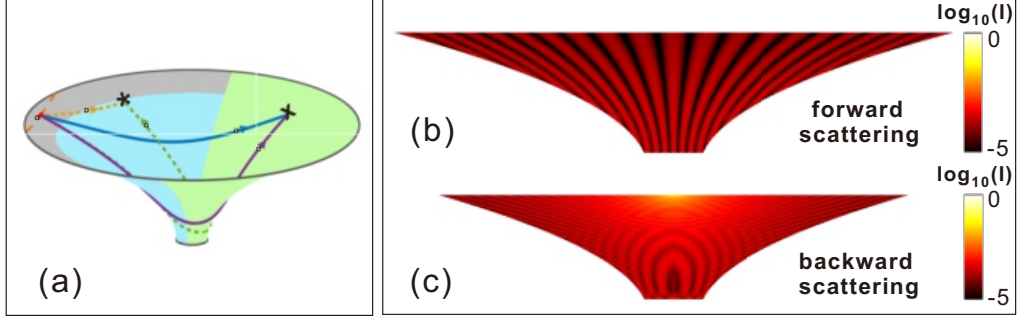 (a)
log10(I)
0
(b)
forward
scattering
-5
log10(I)
0
(c)
backward
scattering
-5